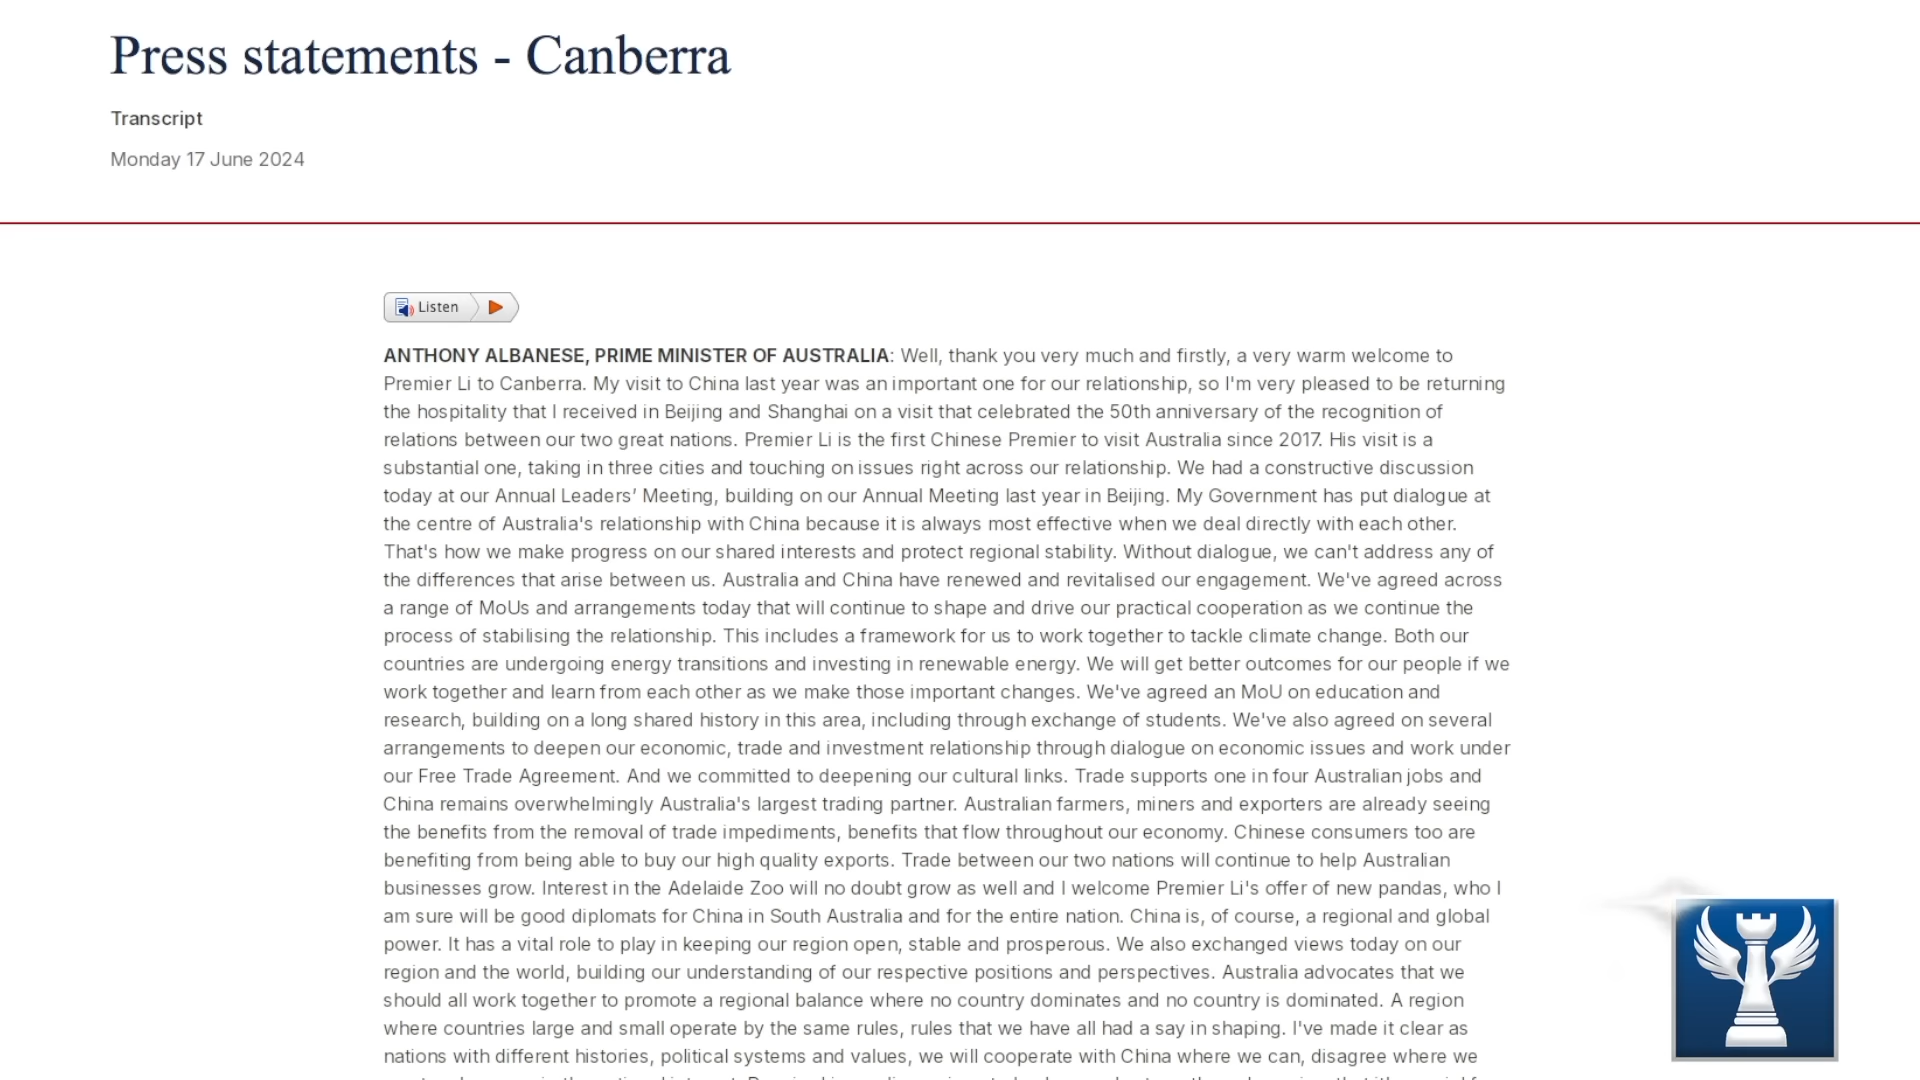 Press statements - Canberra
Transcript
Monday 17 June 2024
Listen
ANTHONY ALBANESE, PRIME MINISTER OF AUSTRALIA: Well, thank you very much and firstly, a very warm welcome to
Premier Li to Canberra. My visit to China last year was an important one for our relationship, so I'm very pleased to be returning
the hospitality that I received in Beijing and Shanghai on a visit that celebrated the 50th anniversary of the recognition of
relations between our two great nations. Premier Li is the first Chinese Premier to visit Australia since 2017. His visit is a
substantial one, taking in three cities and touching on issues right across our relationship. We had a constructive discussion
today at our Annual Leaders’ Meeting, building on our Annual Meeting last year in Beijing. My Government has put dialogue at
the centre of Australia's relationship with China because it is always most effective when we deal directly with each other.
That's how we make progress on our shared interests and protect regional stability. Without dialogue, we can't address any of
the differences that arise between us. Australia and China have renewed and revitalised our engagement. We've agreed across
a range of MoUs and arrangements today that will continue to shape and drive our practical cooperation as we continue the
process of stabilising the relationship. This includes a framework for us to work together to tackle climate change. Both our
countries are undergoing energy transitions and investing in renewable energy. We will get better outcomes for our people if we
work together and learn from each other as we make those important changes. We've agreed an MoU on education and
research, building on a long shared history in this area, including through exchange of students. We've also agreed on several
arrangements to deepen our economic, trade and investment relationship through dialogue on economic issues and work under
our Free Trade Agreement. And we committed to deepening our cultural links. Trade supports one in four Australian jobs and
China remains overwhelmingly Australia's largest trading partner. Australian farmers, miners and exporters are already seeing
the benefits from the removal of trade impediments, benefits that flow throughout our economy. Chinese consumers too are
benefiting from being able to buy our high quality exports. Trade between our two nations will continue to help Australian
businesses grow. Interest in the Adelaide Zoo will no doubt grow as well and I welcome Premier Li's offer of new pandas, who I
am sure will be good diplomats for China in South Australia and for the entire nation. China is, of course, a regional and global
power. It has a vital role to play in keeping our region open, stable and prosperous. We also exchanged views today on our
region and the world, building our understanding of our respective positions and perspectives. Australia advocates that we
should all work together to promote a regional balance where no country dominates and no country is dominated. A region
where countries large and small operate by the same rules, rules that we have all had a say in shaping. I've made it clear as
nations with different histories, political systems and values, we will cooperate with China where we can, disagree where we